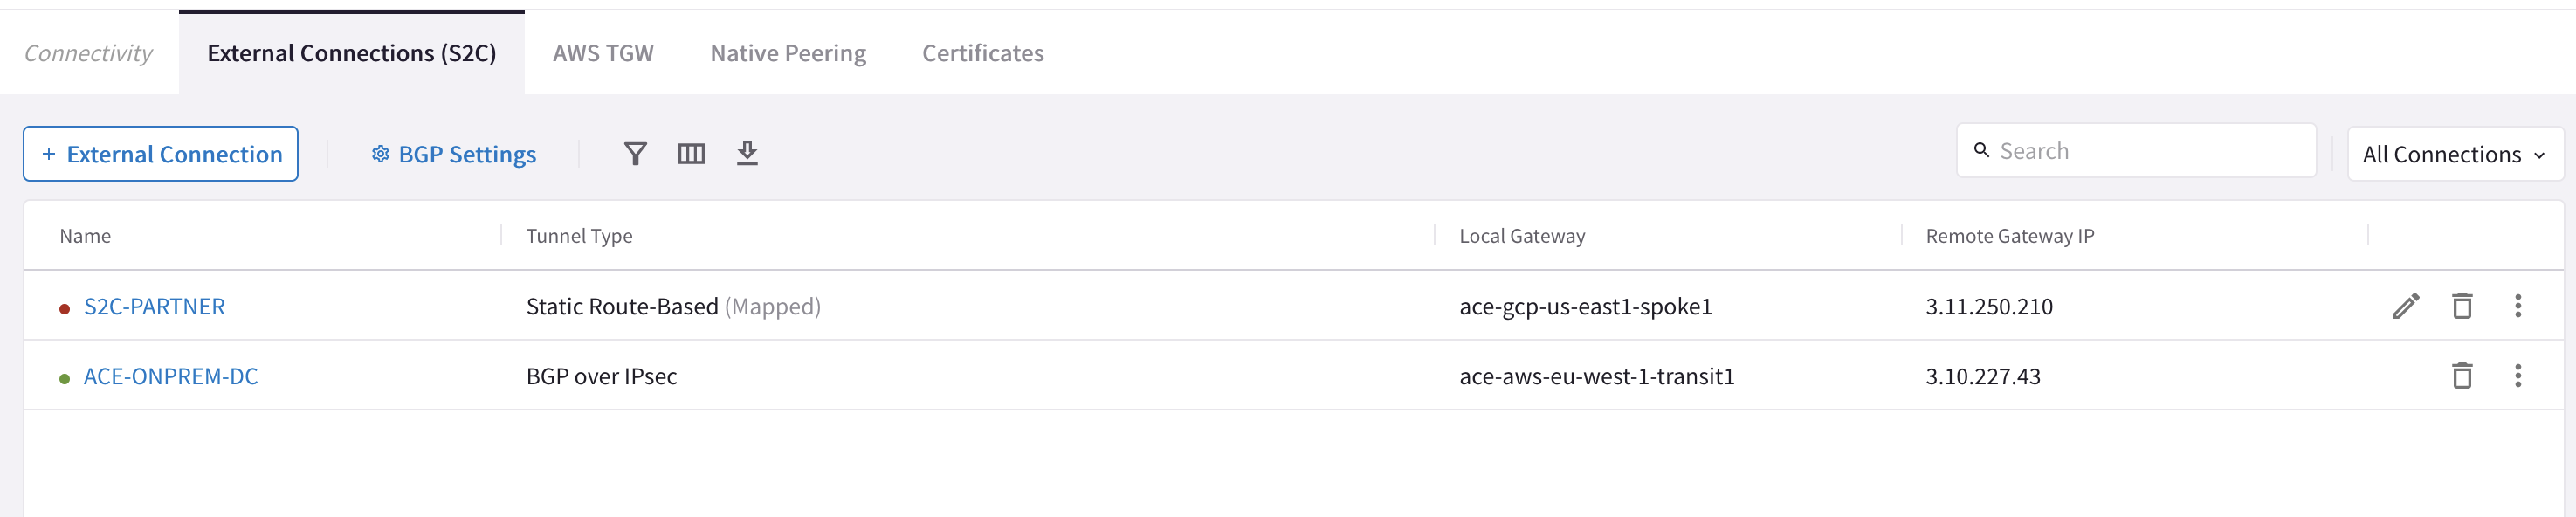 Connectivity External Connections (S2C) AWS TGW Native Peering Certificates
+ External Connection BGP Settings Search All Connections
Name Tunnel Type Local Gateway Remote Gateway IP
S2C-PARTNER Static Route-Based (Mapped) ace-gcp-us-east1-spoke1 3.11.250.210
ACE-ONPREM-DC BGP over IPsec ace-aws-eu-west-1-transit1 3.10.227.43